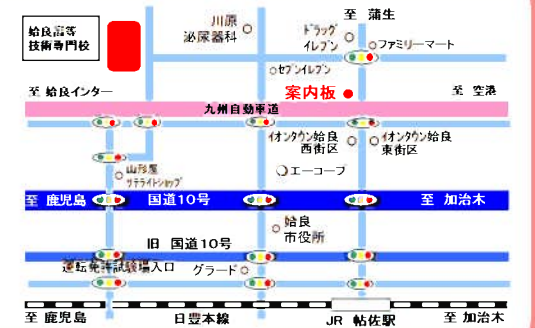 至 蒲生
姶良高等
技術専門校
川原
泌尿器科
ドラッグ
イレブン
ファミリーマート
セブンイレブン
至 姶良インター
案内板
至 空港
九州自動車道
イオンタウン姶良
西街区
イオンタウン姶良
東街区
山形屋
サテライトショップ
エーコープ
至 鹿児島
国道10号
至 加治木
姶良
市役所
旧 国道10号
運転免許試験場入口
グラード
至 鹿児島
日豊本線
JR 帖佐駅
至 加治木